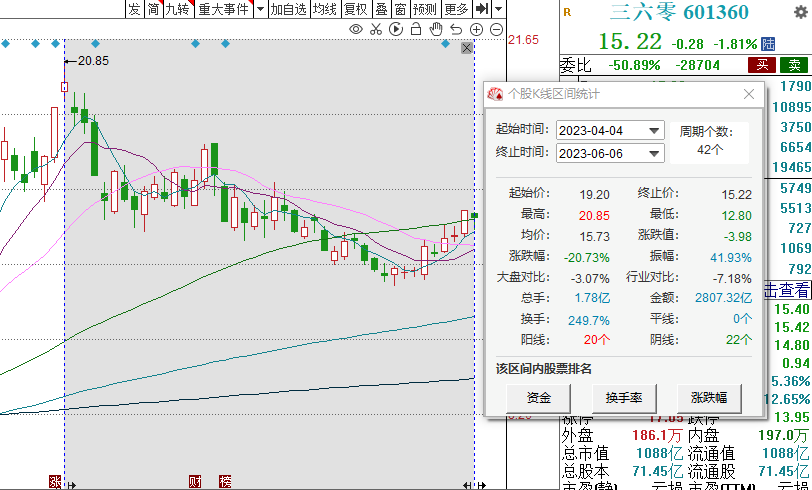 发 简 九转 重大事件 加自选 均线 复权 叠 窗 预测 更多
R 三六零 601360
15.22 -0.28 -1.81% 陆
委比 -50.89% -28704 买 卖
21.65
20.85
个股K线区间统计
起始时间: 2023-04-04 周期个数:
终止时间: 2023-06-06 42个
起始价: 19.20 终止价: 15.22
最高: 20.85 最低: 12.80
均价: 15.73 涨跌值: -3.98
涨跌幅: -20.73% 振幅: 41.93%
大盘对比: -3.07% 行业对比: -7.18%
总手: 1.78亿 金额: 2807.32亿
换手: 249.7% 平线: 0个
阳线: 20个 阴线: 22个
该区间内股票排名
资金 换手率 涨跌幅
1790
10895
3750
6654
19465
5749
5513
727
1069
792
击查看
15.40
15.42
14.80
0.94
5.36%
12.65%
13.95
涨停 17.05 跌停
外盘 186.1万 内盘 197.0万
总市值 1088亿 流通值 1088亿
总股本 71.45亿 流通股 71.45亿
市盈(静) 亏损 市盈(TTM) 亏损
涨 财 榜